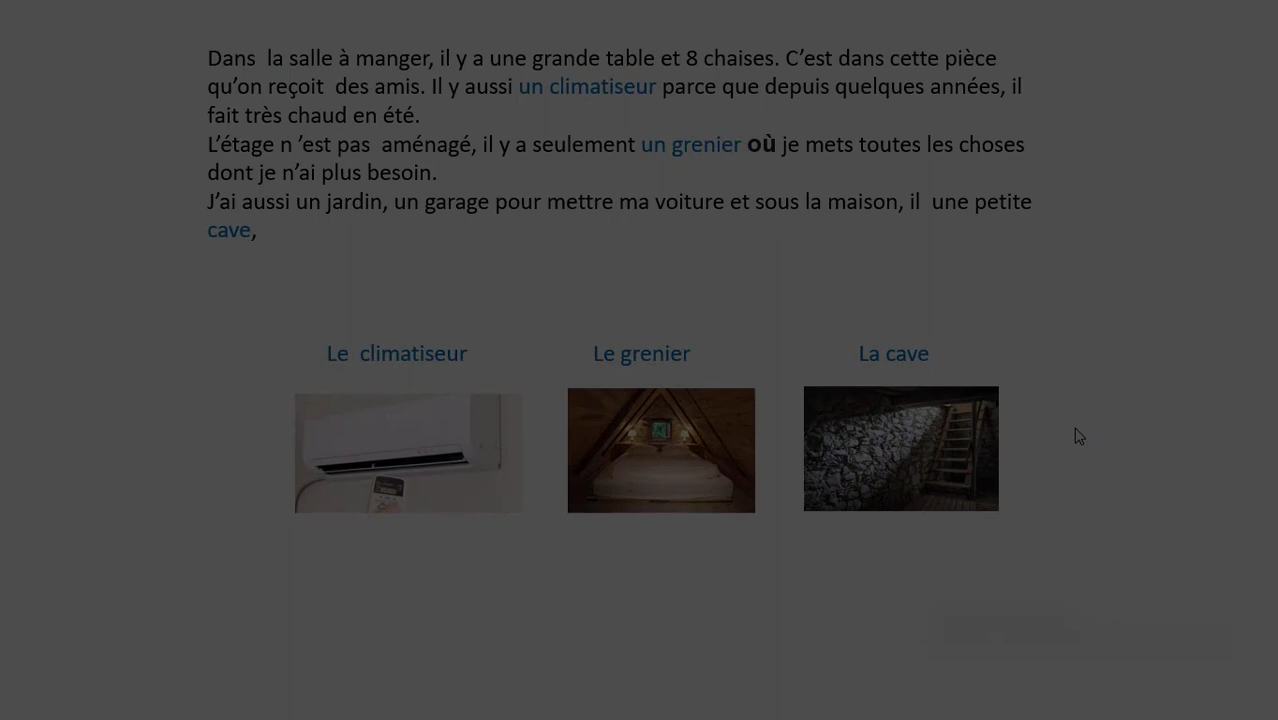 Dans  la salle à manger, il y a une grande table et 8 chaises. C’est dans cette pièce
qu’on reçoit  des amis. Il y aussi un climatiseur parce que depuis quelques années, il
fait très chaud en été.
L’étage n ’est pas  aménagé, il y a seulement un grenier où je mets toutes les choses
dont je n’ai plus besoin.
J’ai aussi un jardin, un garage pour mettre ma voiture et sous la maison, il  une petite
cave,
Le  climatiseur
Le grenier
La cave